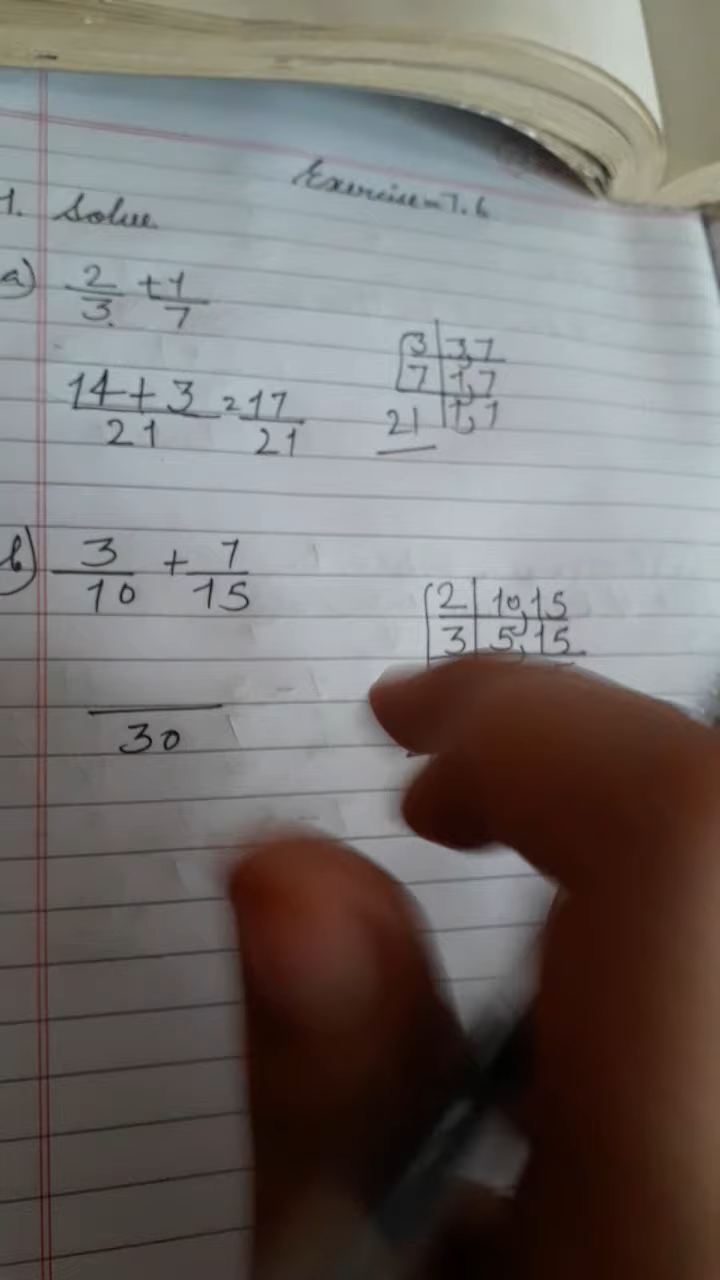 Exercise-7.6
1. Solve
a) 2/3 + 1/7
14+3/21 = 17/21
3 | 3,7
7 | 1,7
21 | 1,1
b) 3/10 + 7/15
/30
2 | 10,15
3 | 5,15